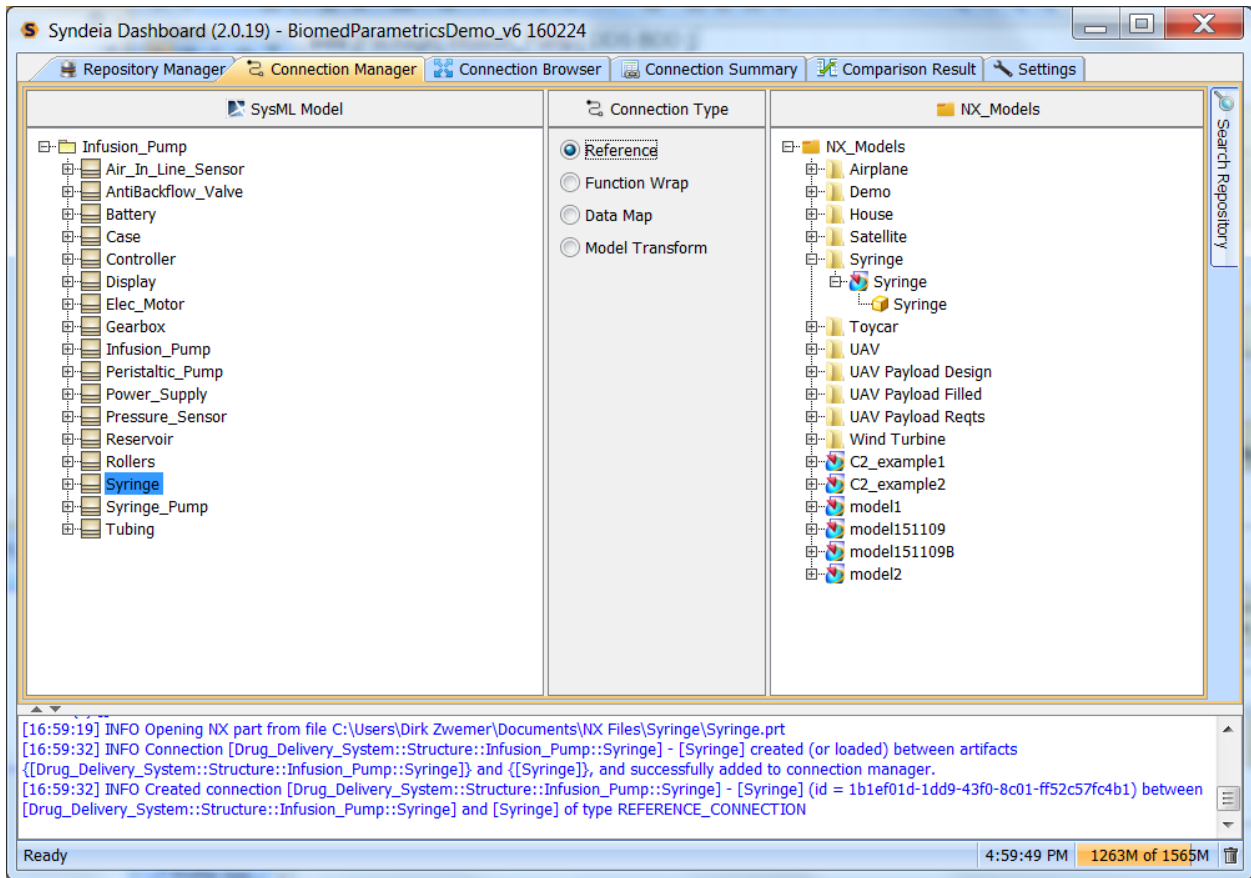 Syndeia Dashboard (2.0.19) - BiomedParametricsDemo_v6 160224
Repository Manager Connection Manager Connection Browser Connection Summary Comparison Result Settings
SysML Model
Infusion_Pump
Air_In_Line_Sensor
AntiBackflow_Valve
Battery
Case
Controller
Display
Elec_Motor
Gearbox
Infusion_Pump
Peristaltic_Pump
Power_Supply
Pressure_Sensor
Reservoir
Rollers
Syringe
Syringe_Pump
Tubing
Connection Type
Reference
Function Wrap
Data Map
Model Transform
NX_Models
NX_Models
Airplane
Demo
House
Satellite
Syringe
Syringe
Syringe
Toycar
UAV
UAV Payload Design
UAV Payload Filled
UAV Payload Reqts
Wind Turbine
C2_example1
C2_example2
model1
model151109
model151109B
model2
Search Repository
[16:59:19] INFO Opening NX part from file C:\Users\Dirk Zwemer\Documents\NX Files\Syringe\Syringe.prt
[16:59:32] INFO Connection [Drug_Delivery_System::Structure::Infusion_Pump::Syringe] - [Syringe] created (or loaded) between artifacts
{[Drug_Delivery_System::Structure::Infusion_Pump::Syringe]} and {[Syringe]}, and successfully added to connection manager.
[16:59:32] INFO Created connection [Drug_Delivery_System::Structure::Infusion_Pump::Syringe] - [Syringe] (id = 1b1ef01d-1dd9-43f0-8c01-ff52c57fc4b1) between
[Drug_Delivery_System::Structure::Infusion_Pump::Syringe] and [Syringe] of type REFERENCE_CONNECTION
Ready
4:59:49 PM
1263M of 1565M